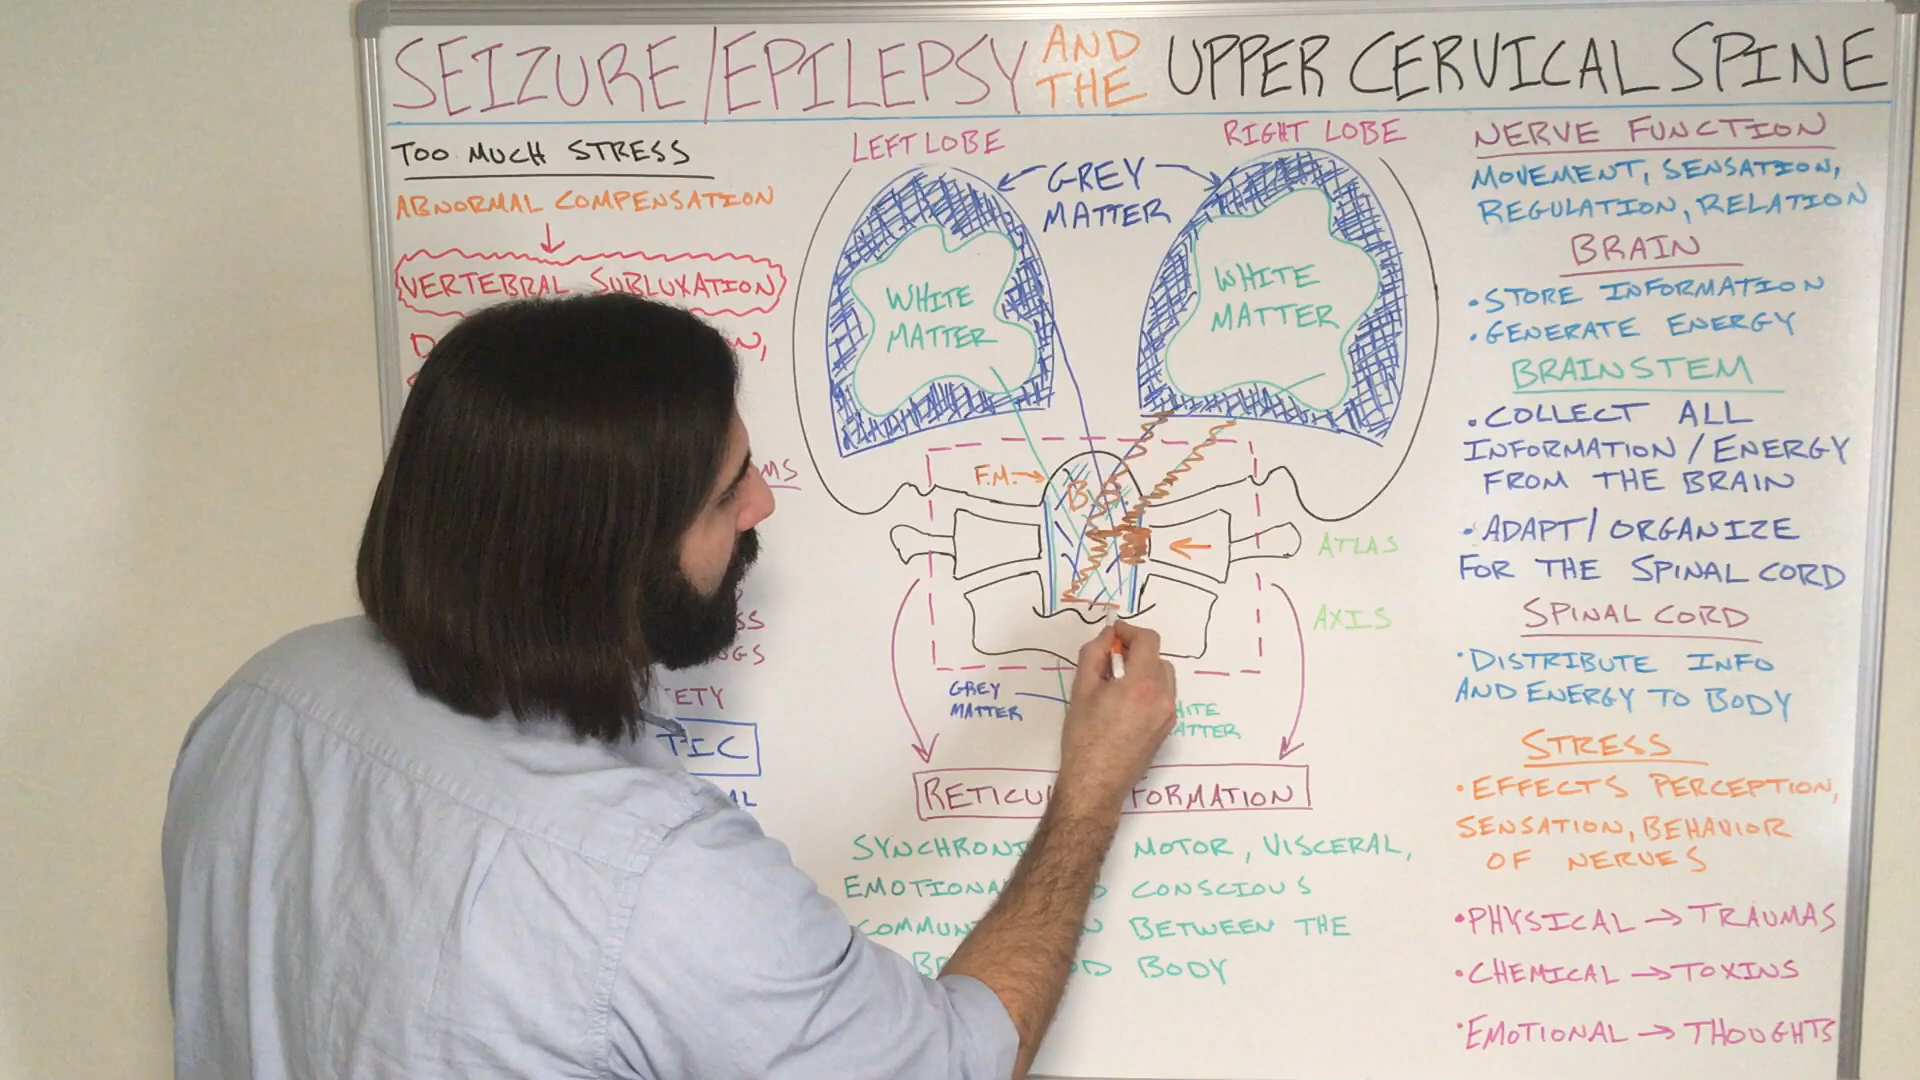 SEIZURE/EPILEPSY AND THE UPPER CERVICAL SPINE
TOO MUCH STRESS
ABNORMAL COMPENSATION
VERTEBRAL SUBLUXATION
LEFT LOBE
RIGHT LOBE
GREY
MATTER
WHITE
MATTER
WHITE
MATTER
F.M.
B.S.
ATLAS
AXIS
GREY
MATTER
FORMATION
MOTOR, VISCERAL,
CONSCIOUS
BETWEEN THE
BODY
NERVE FUNCTION
MOVEMENT, SENSATION,
REGULATION, RELATION
BRAIN
•STORE INFORMATION
•GENERATE ENERGY
BRAINSTEM
•COLLECT ALL
INFORMATION/ENERGY
FROM THE BRAIN
•ADAPT/ORGANIZE
FOR THE SPINAL CORD
SPINAL CORD
•DISTRIBUTE INFO
AND ENERGY TO BODY
STRESS
•EFFECTS PERCEPTION,
SENSATION, BEHAVIOR
OF NERVES
•PHYSICAL → TRAUMAS
•CHEMICAL → TOXINS
•EMOTIONAL → THOUGHTS